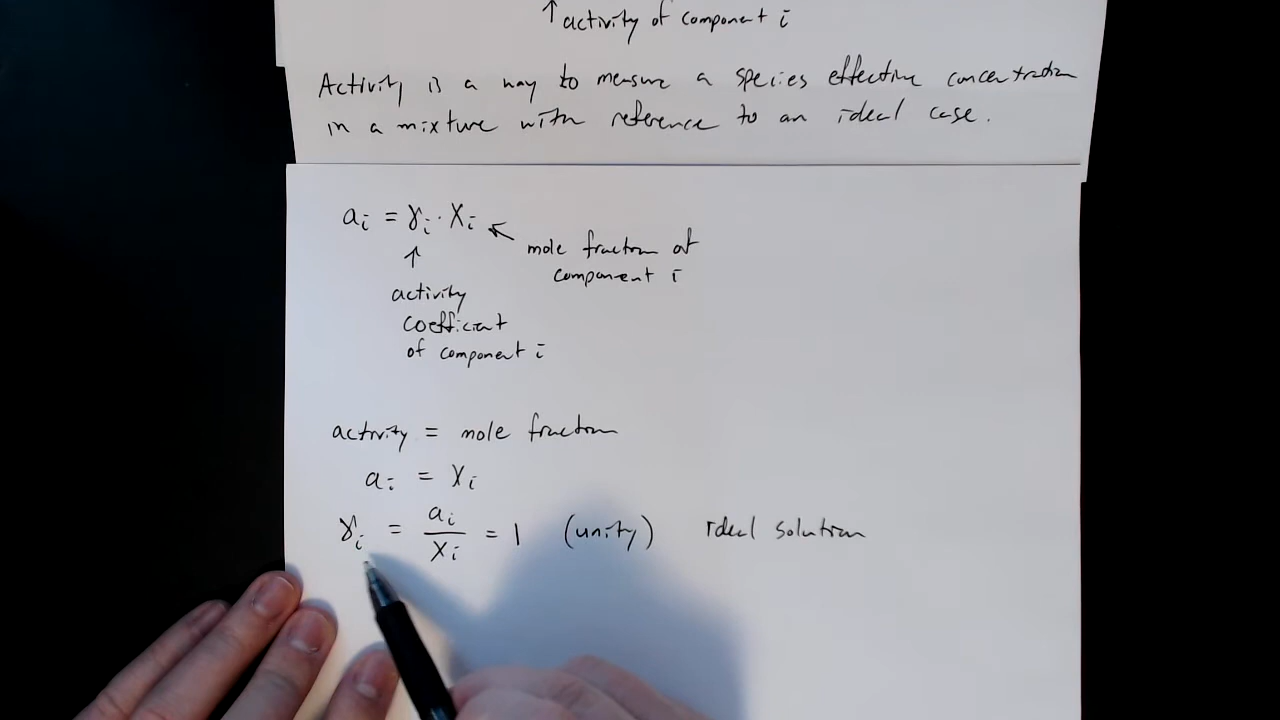 ↑ activity of component i
Activity is a way to measure a species effective concentration
in a mixture with reference to an ideal case.
aᵢ = γᵢ · Xᵢ
mole fraction of
component i
↑
activity
coefficient
of component i
activity = mole fraction
aᵢ = Xᵢ
γᵢ = aᵢ/Xᵢ = 1 (unity) ideal solution